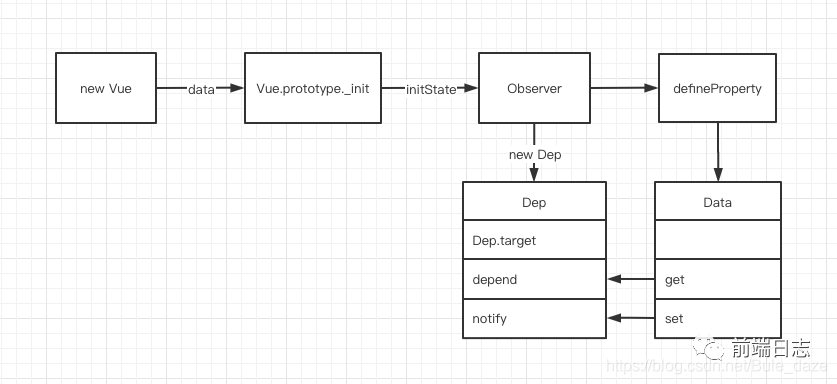 new Vue
data
Vue.prototype._init
initState
Observer
defineProperty
new Dep
Dep
Data
Dep.target
depend
get
notify
set
前端日志
https://blog.csdn.net/Bule_daze